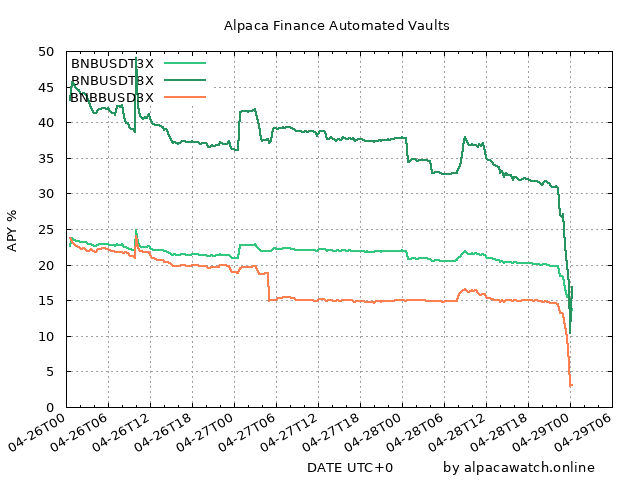 Alpaca Finance Automated Vaults
BNBUSDT3X
BNBUSDT8X
BNBBUSD3X
APY %
50
45
40
35
30
25
20
15
10
5
0
04-26T00
04-26T06
04-26T12
04-26T18
04-27T00
04-27T06
04-27T12
04-27T18
04-28T00
04-28T06
04-28T12
04-28T18
04-29T00
04-29T06
DATE UTC+0
by alpacawatch.online